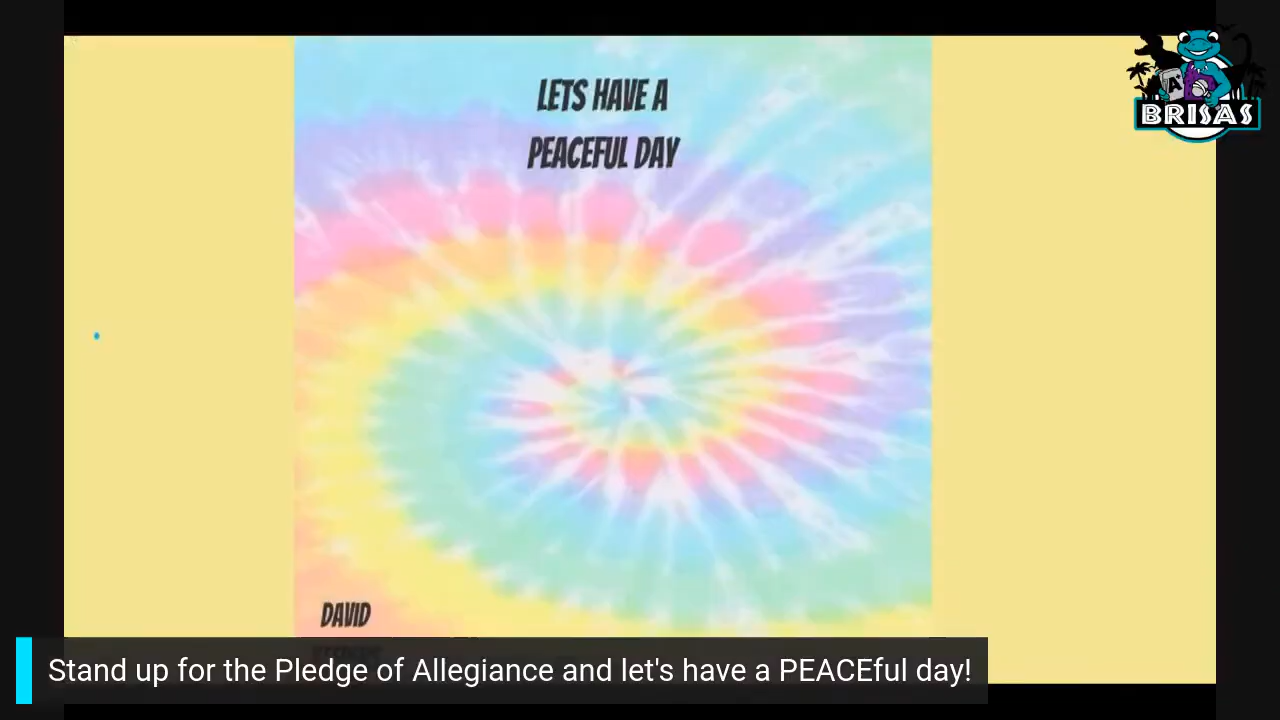 LETS HAVE A
PEACEFUL DAY
A
BRISAS
DAVID
Stand up for the Pledge of Allegiance and let's have a PEACEful day!